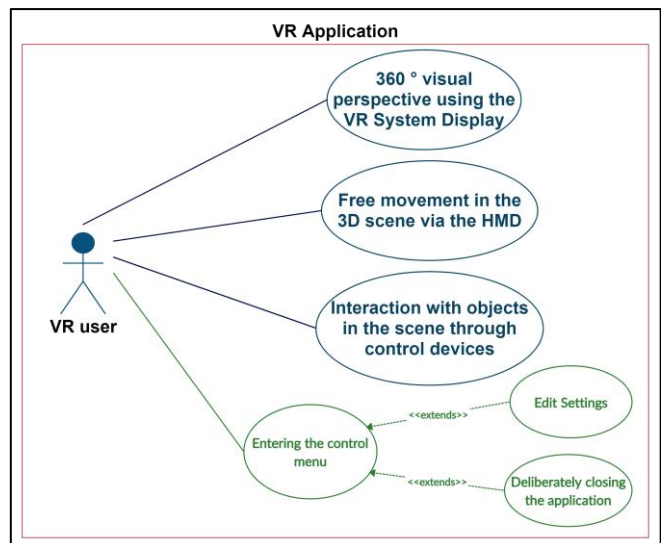 VR Application
360 ° visual
perspective using the
VR System Display
Free movement in the
3D scene via the HMD
VR user
Interaction with objects
in the scene through
control devices
Entering the control
menu
<<extends>>
Edit Settings
<<extends>>
Deliberately closing
the application